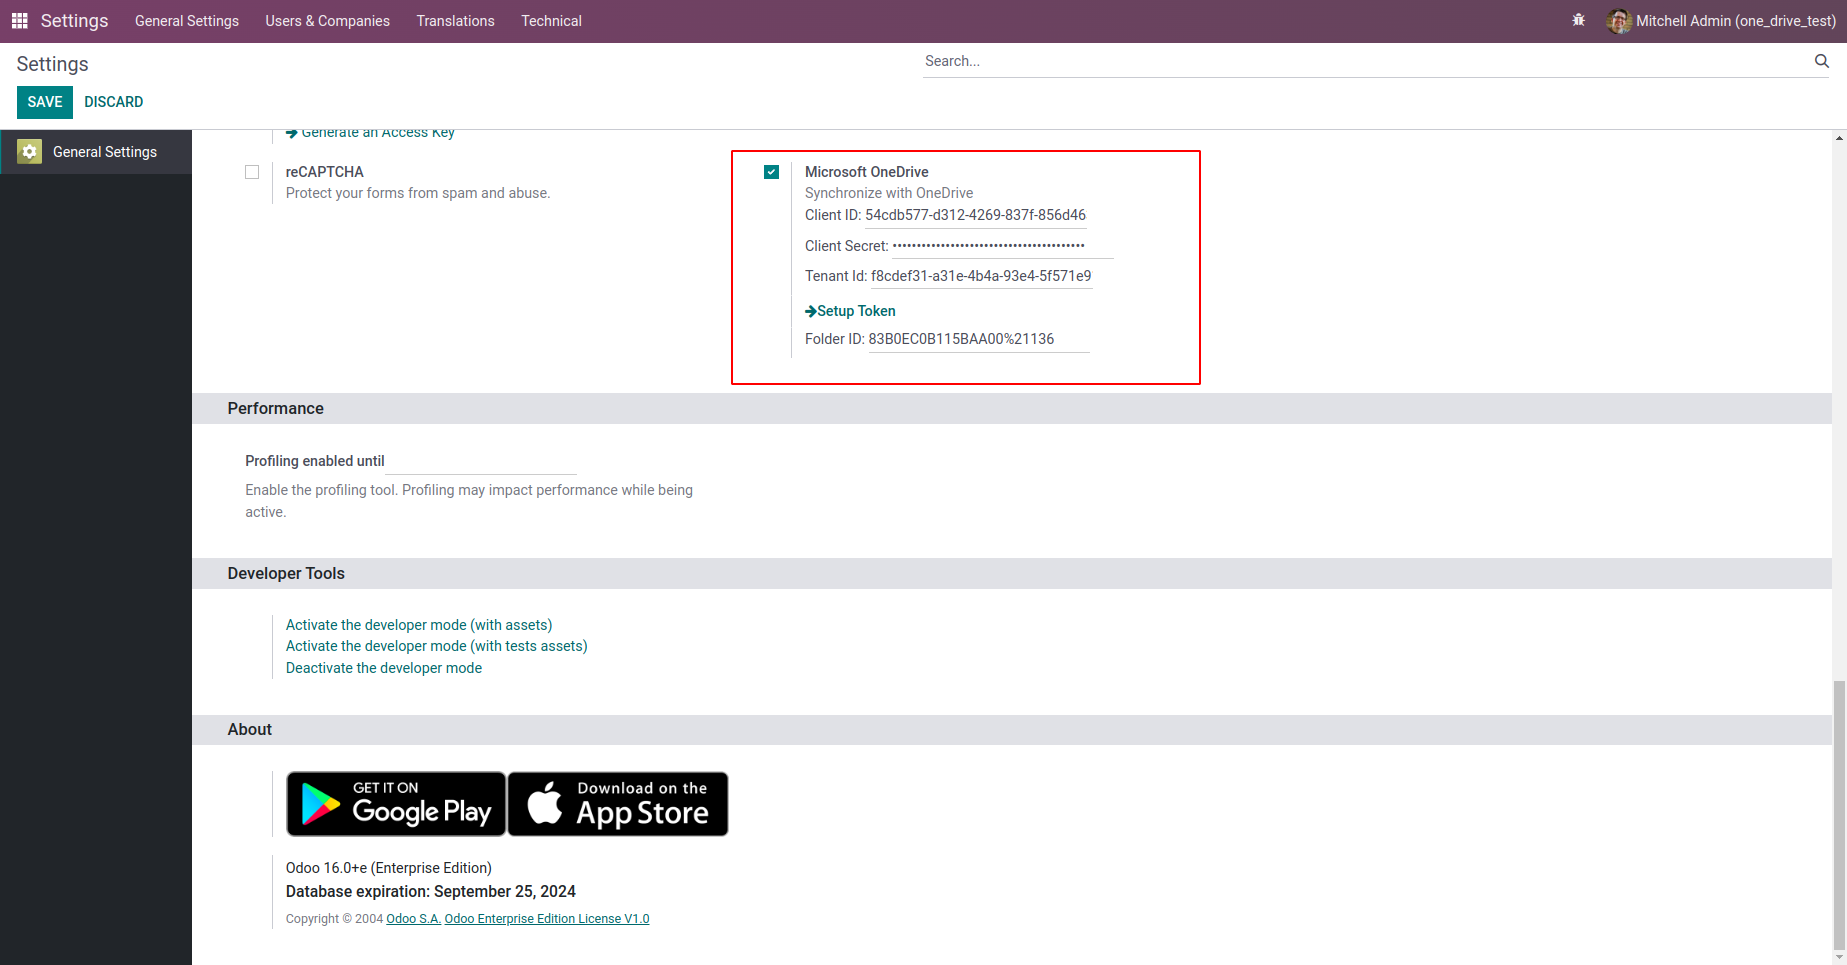 Settings
General Settings
Users & Companies
Translations
Technical
Mitchell Admin (one_drive_test)
Settings
Search...
SAVE
DISCARD
General Settings
Generate an Access Key
reCAPTCHA
Protect your forms from spam and abuse.
Microsoft OneDrive
Synchronize with OneDrive
Client ID: 54cdb577-d312-4269-837f-856d46
Client Secret: ••••••••••••••••••••••••••••••••••••••••
Tenant Id: f8cdef31-a31e-4b4a-93e4-5f571e9
Setup Token
Folder ID: 83B0EC0B115BAA00%21136
Performance
Profiling enabled until
Enable the profiling tool. Profiling may impact performance while being
active.
Developer Tools
Activate the developer mode (with assets)
Activate the developer mode (with tests assets)
Deactivate the developer mode
About
GET IT ON
Google Play
Download on the
App Store
Odoo 16.0+e (Enterprise Edition)
Database expiration: September 25, 2024
Copyright © 2004 Odoo S.A. Odoo Enterprise Edition License V1.0